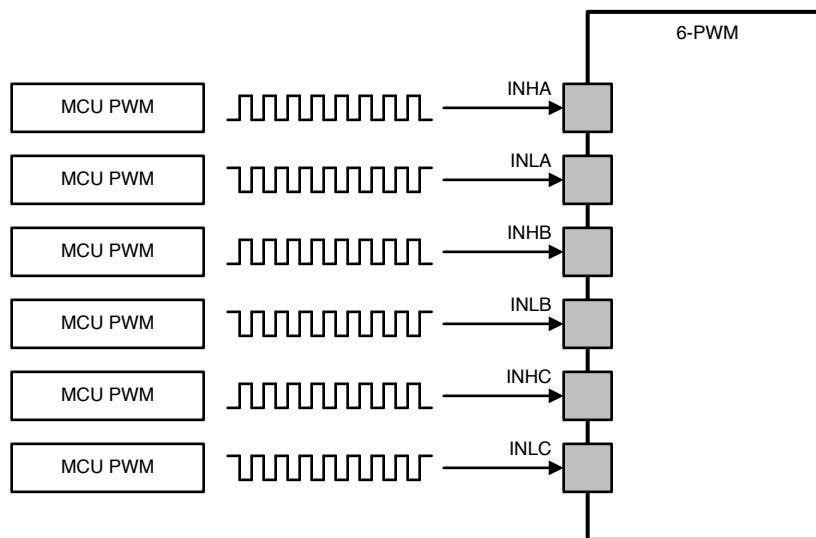 6-PWM
MCU PWM INHA
MCU PWM INLA
MCU PWM INHB
MCU PWM INLB
MCU PWM INHC
MCU PWM INLC